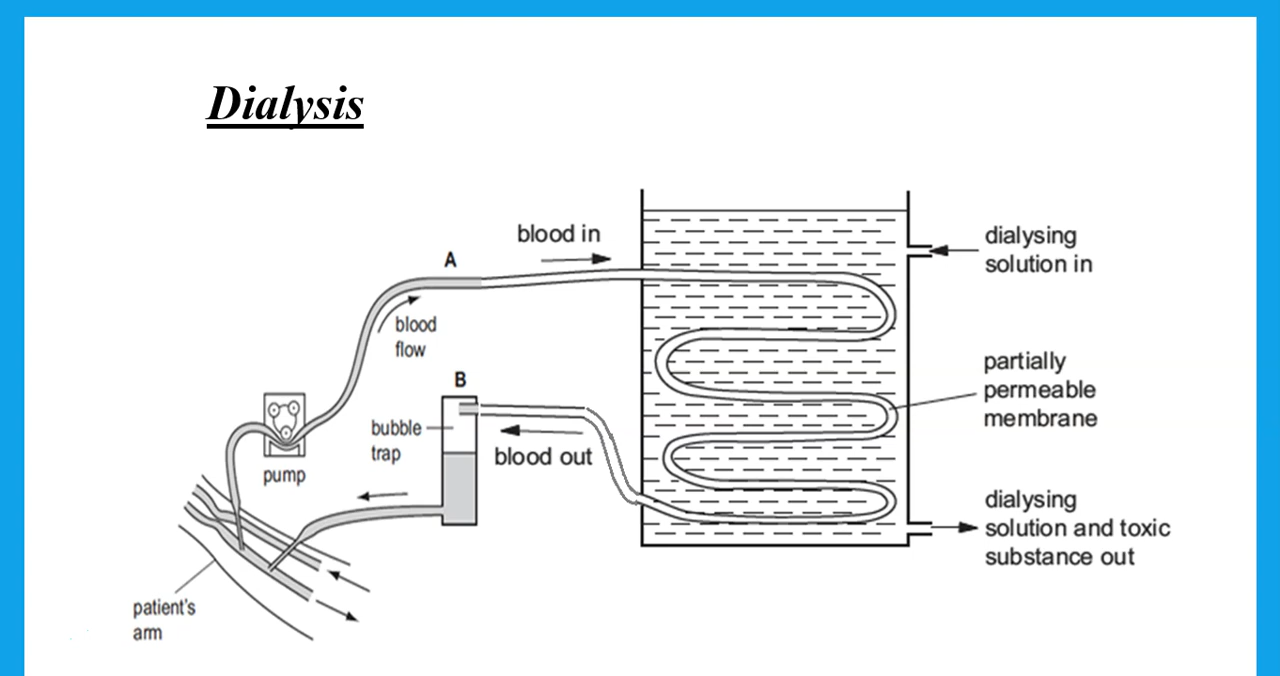 Dialysis
blood in
dialysing
solution in
A
blood
flow
partially
permeable
membrane
B
bubble
trap
blood out
pump
dialysing
solution and toxic
substance out
patient's
arm